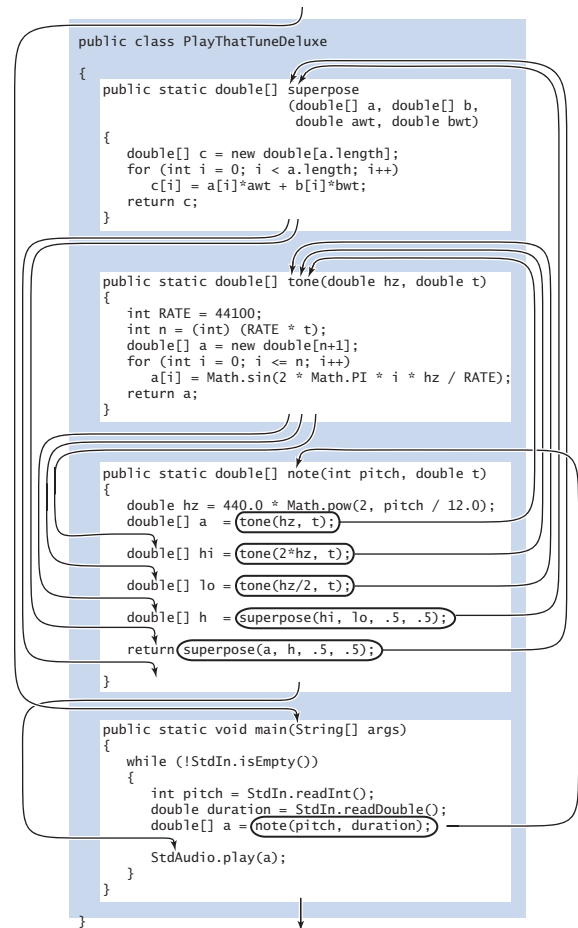 public class PlayThatTuneDeluxe
{
public static double[] superpose
(double[] a, double[] b,
double awt, double bwt)
{
double[] c = new double[a.length];
for (int i = 0; i < a.length; i++)
c[i] = a[i]*awt + b[i]*bwt;
return c;
}
public static double[] tone(double hz, double t)
{
int RATE = 44100;
int n = (int) (RATE * t);
double[] a = new double[n+1];
for (int i = 0; i <= n; i++)
a[i] = Math.sin(2 * Math.PI * i * hz / RATE);
return a;
}
public static double[] note(int pitch, double t)
{
double hz = 440.0 * Math.pow(2, pitch / 12.0);
double[] a = tone(hz, t);
double[] hi = tone(2*hz, t);
double[] lo = tone(hz/2, t);
double[] h = superpose(hi, lo, .5, .5);
return superpose(a, h, .5, .5);
}
public static void main(String[] args)
{
while (!StdIn.isEmpty())
{
int pitch = StdIn.readInt();
double duration = StdIn.readDouble();
double[] a = note(pitch, duration);
StdAudio.play(a);
}
}
}